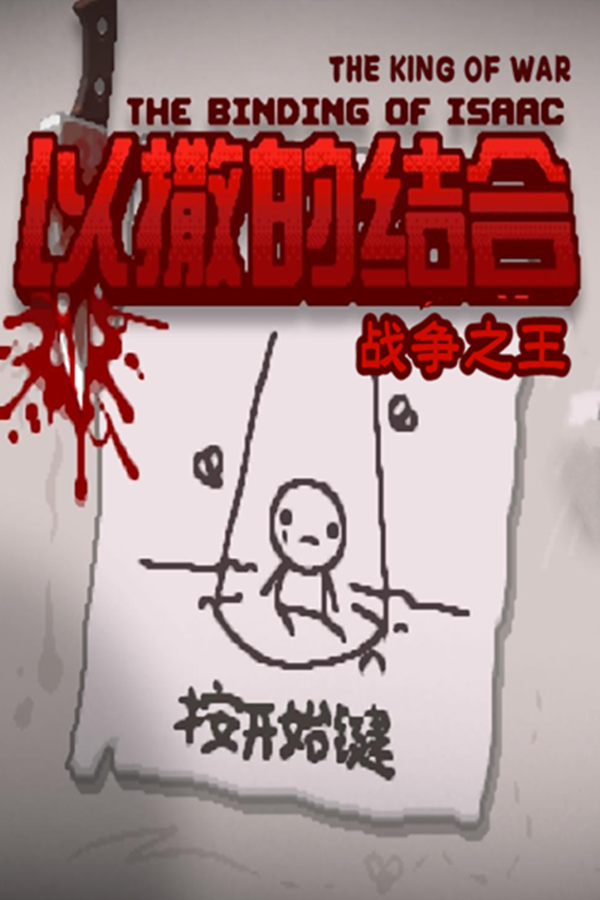 THE KING OF WAR
THE BINDING OF ISAAC
以撒的结合
战争之王
按开始键